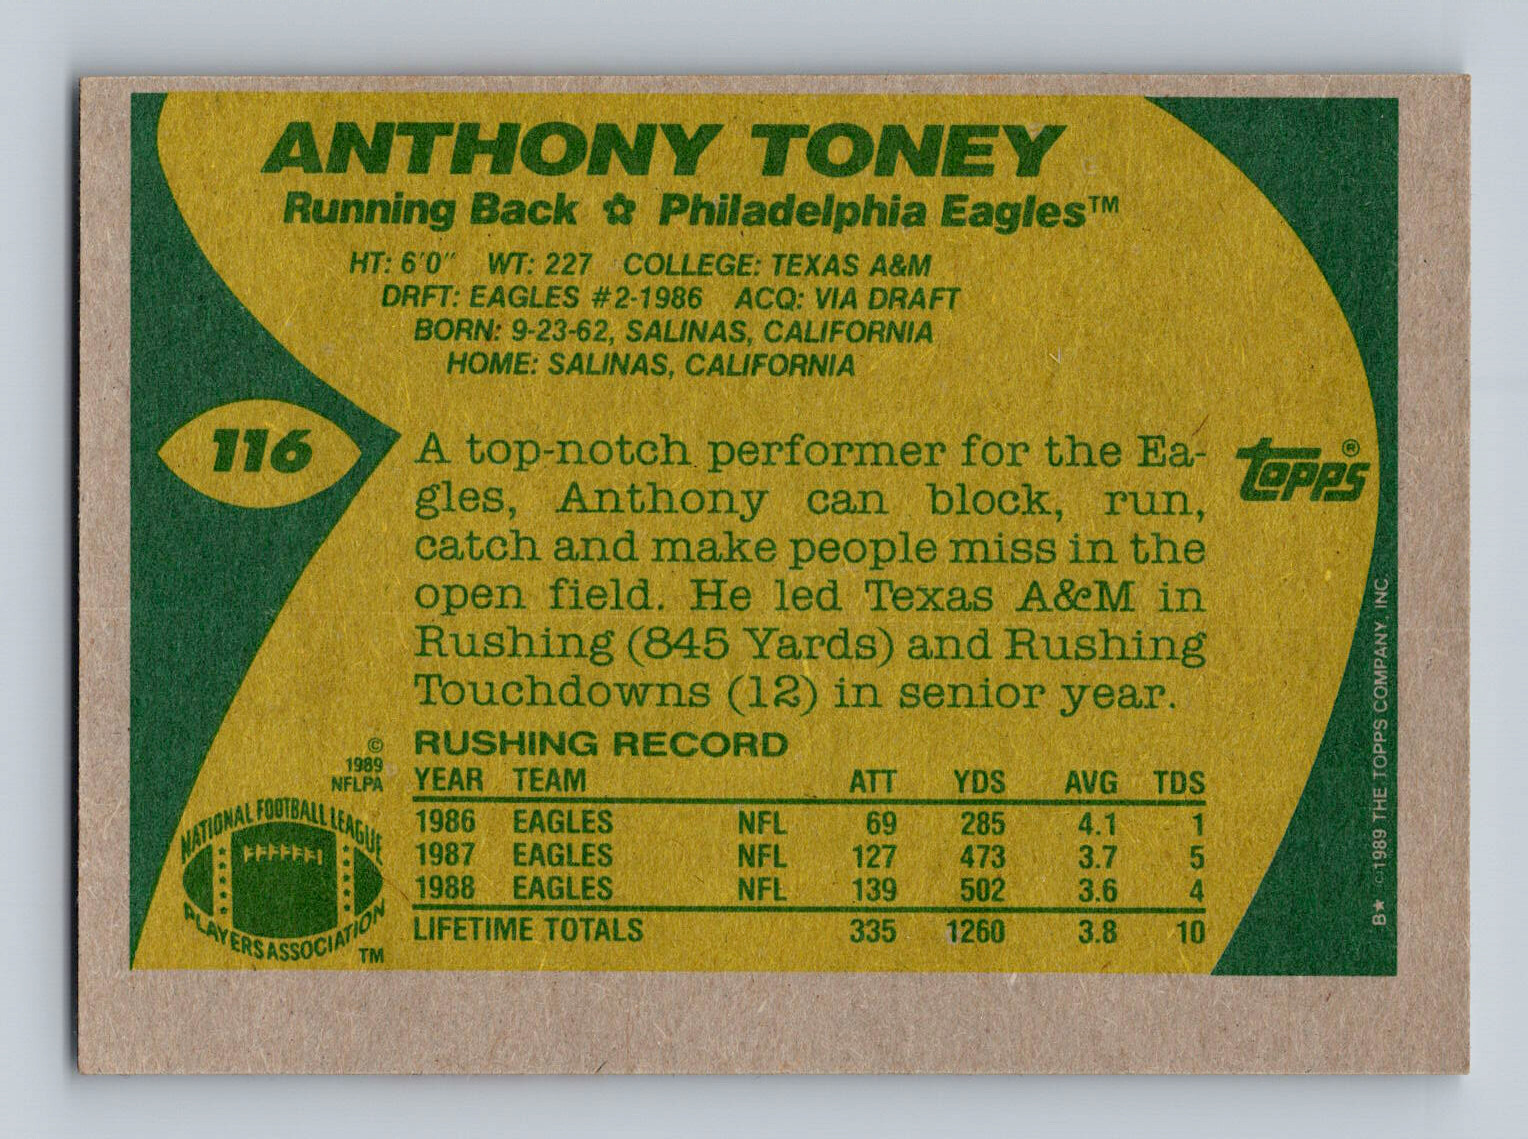 ANTHONY TONEY
Running Back ✿ Philadelphia Eagles™
HT: 6'0" WT: 227 COLLEGE: TEXAS A&M
DRFT: EAGLES #2-1986 ACQ: VIA DRAFT
BORN: 9-23-62, SALINAS, CALIFORNIA
HOME: SALINAS, CALIFORNIA
116
A top-notch performer for the Ea-
gles, Anthony can block, run,
catch and make people miss in the
open field. He led Texas A&M in
Rushing (845 Yards) and Rushing
Touchdowns (12) in senior year.
topps®
RUSHING RECORD
YEAR TEAM ATT YDS AVG TDS
1986 EAGLES NFL 69 285 4.1 1
1987 EAGLES NFL 127 473 3.7 5
1988 EAGLES NFL 139 502 3.6 4
LIFETIME TOTALS 335 1260 3.8 10
©
1989
NFLPA
NATIONAL FOOTBALL LEAGUE
PLAYERS ASSOCIATION
TM
B★ ©1989 THE TOPPS COMPANY, INC.